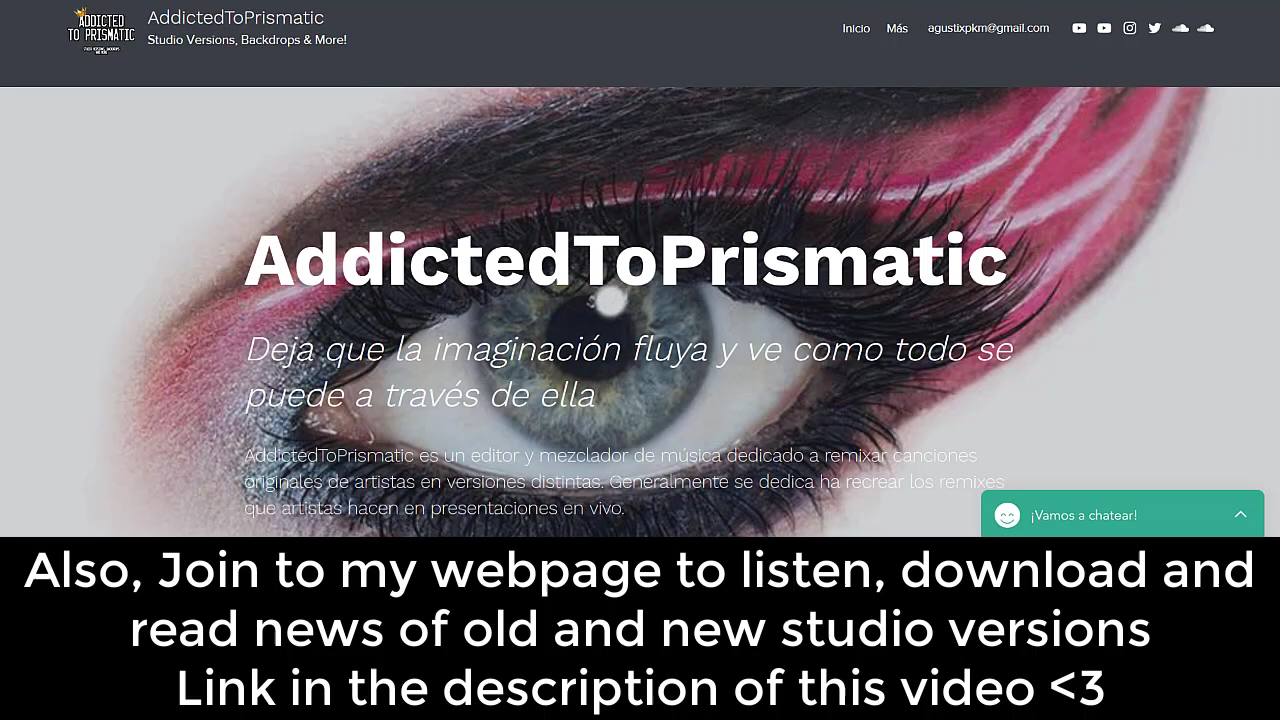 ADDICTED
TO PRISMATIC
AddictedToPrismatic
Studio Versions, Backdrops & More!
Inicio Más agustixpkm@gmail.com
AddictedToPrismatic
Deja que la imaginación fluya y ve como todo se
puede a través de ella
AddictedToPrismatic es un editor y mezclador de música dedicado a remixar canciones
originales de artistas en versiones distintas. Generalmente se dedica ha recrear los remixes
que artistas hacen en presentaciones en vivo.
¡Vamos a chatear!
Also, Join to my webpage to listen, download and
read news of old and new studio versions
Link in the description of this video <3